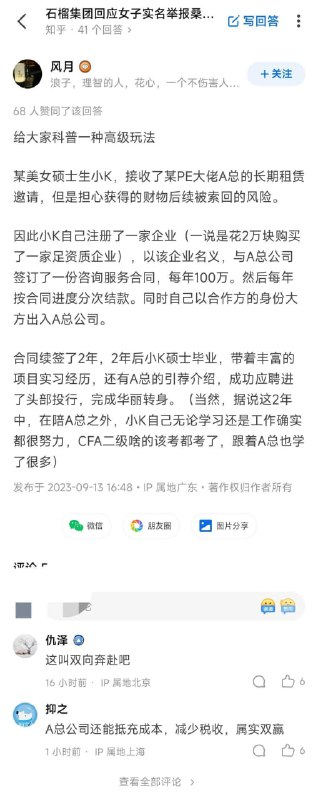 石榴集团回应女子实名举报桑...
知乎 · 41 个回答 >
写回答
风月
浪子，理智的人，花心，一个不伤害人...
+ 关注
68 人赞同了该回答
给大家科普一种高级玩法
某美女硕士生小K，接收了某PE大佬A总的长期租赁
邀请，但是担心获得的财物后续被索回的风险。
因此小K自己注册了一家企业（一说是花2万块购买
了一家足资质企业），以该企业名义，与A总公司
签订了一份咨询服务合同，每年100万。然后每年
按合同进度分次结款。同时自己以合作方的身份大
方出入A总公司。
合同续签了2年，2年后小K硕士毕业，带着丰富的
项目实习经历，还有A总的引荐介绍，成功应聘进
了头部投行，完成华丽转身。（当然，据说这2年
中，在陪A总之外，小K自己无论学习还是工作确实
都很努力，CFA二级啥的该考都考了，跟着A总也学
了很多）
发布于 2023-09-13 16:48 · IP 属地广东 · 著作权归作者所有
微信
朋友圈
图片分享
仇泽
这叫双向奔赴吧
16 小时前 · IP 属地北京
6
抑之
A总公司还能抵充成本，减少税收，属实双赢
1 小时前 · IP 属地上海
6
查看全部评论 >